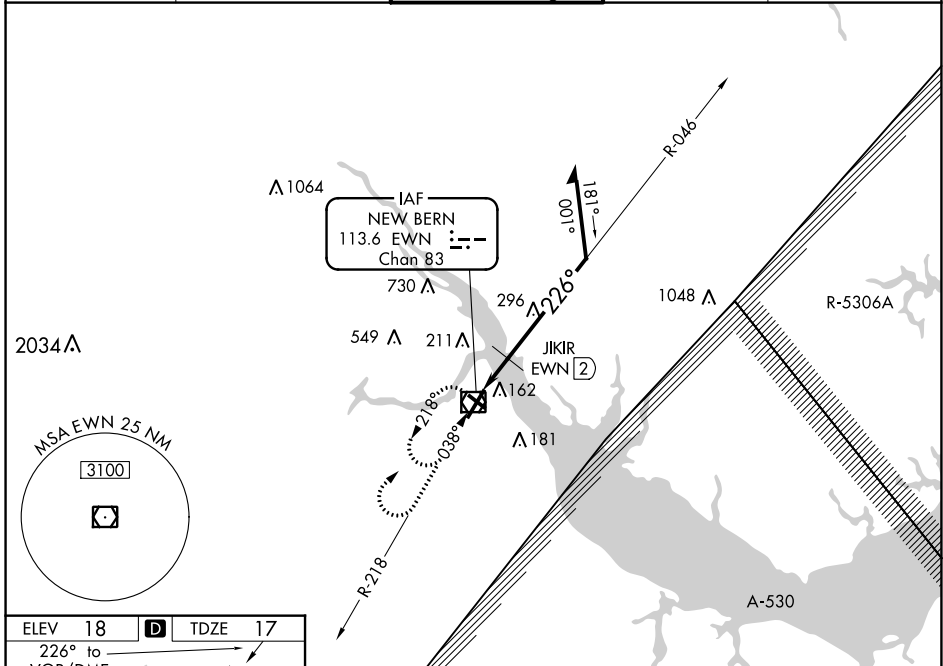 R-046
1064
IAF
NEW BERN
113.6 EWN
Chan 83
181°
001°
730
296
226°
1048
R-5306A
2034
549
211
JIKIR
EWN 2
162
218°
038°
181
MSA EWN 25 NM
3100
R-218
A-530
ELEV 18 D TDZE 17
226° to
VOR/DME